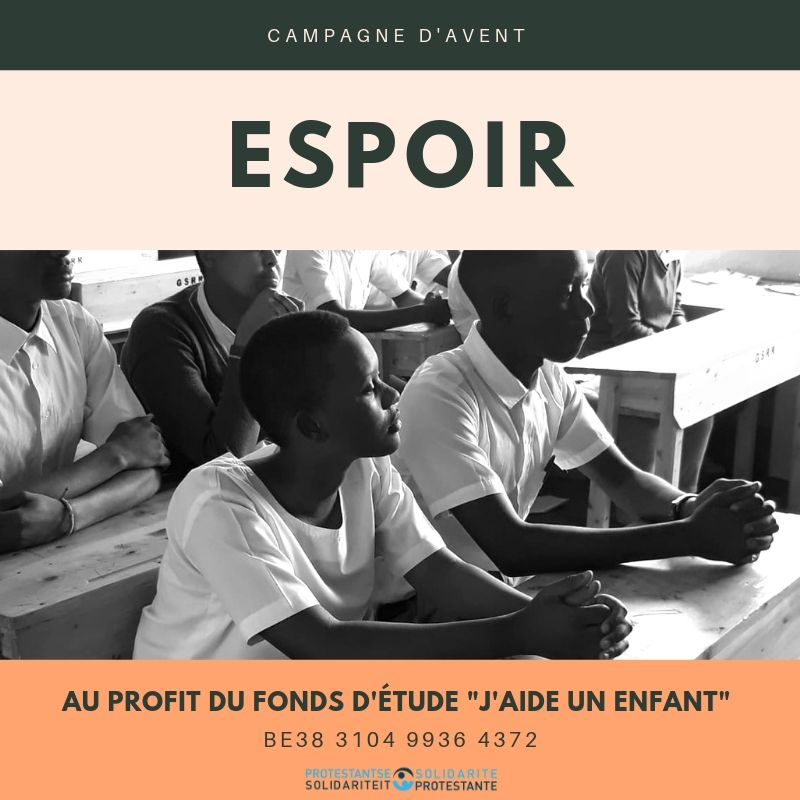 CAMPAGNE D'AVENT
ESPOIR
GSRR
AU PROFIT DU FONDS D'ÉTUDE "J'AIDE UN ENFANT"
BE38 3104 9936 4372
PROTESTANTSE SOLIDARITE
SOLIDARITEIT PROTESTANTE